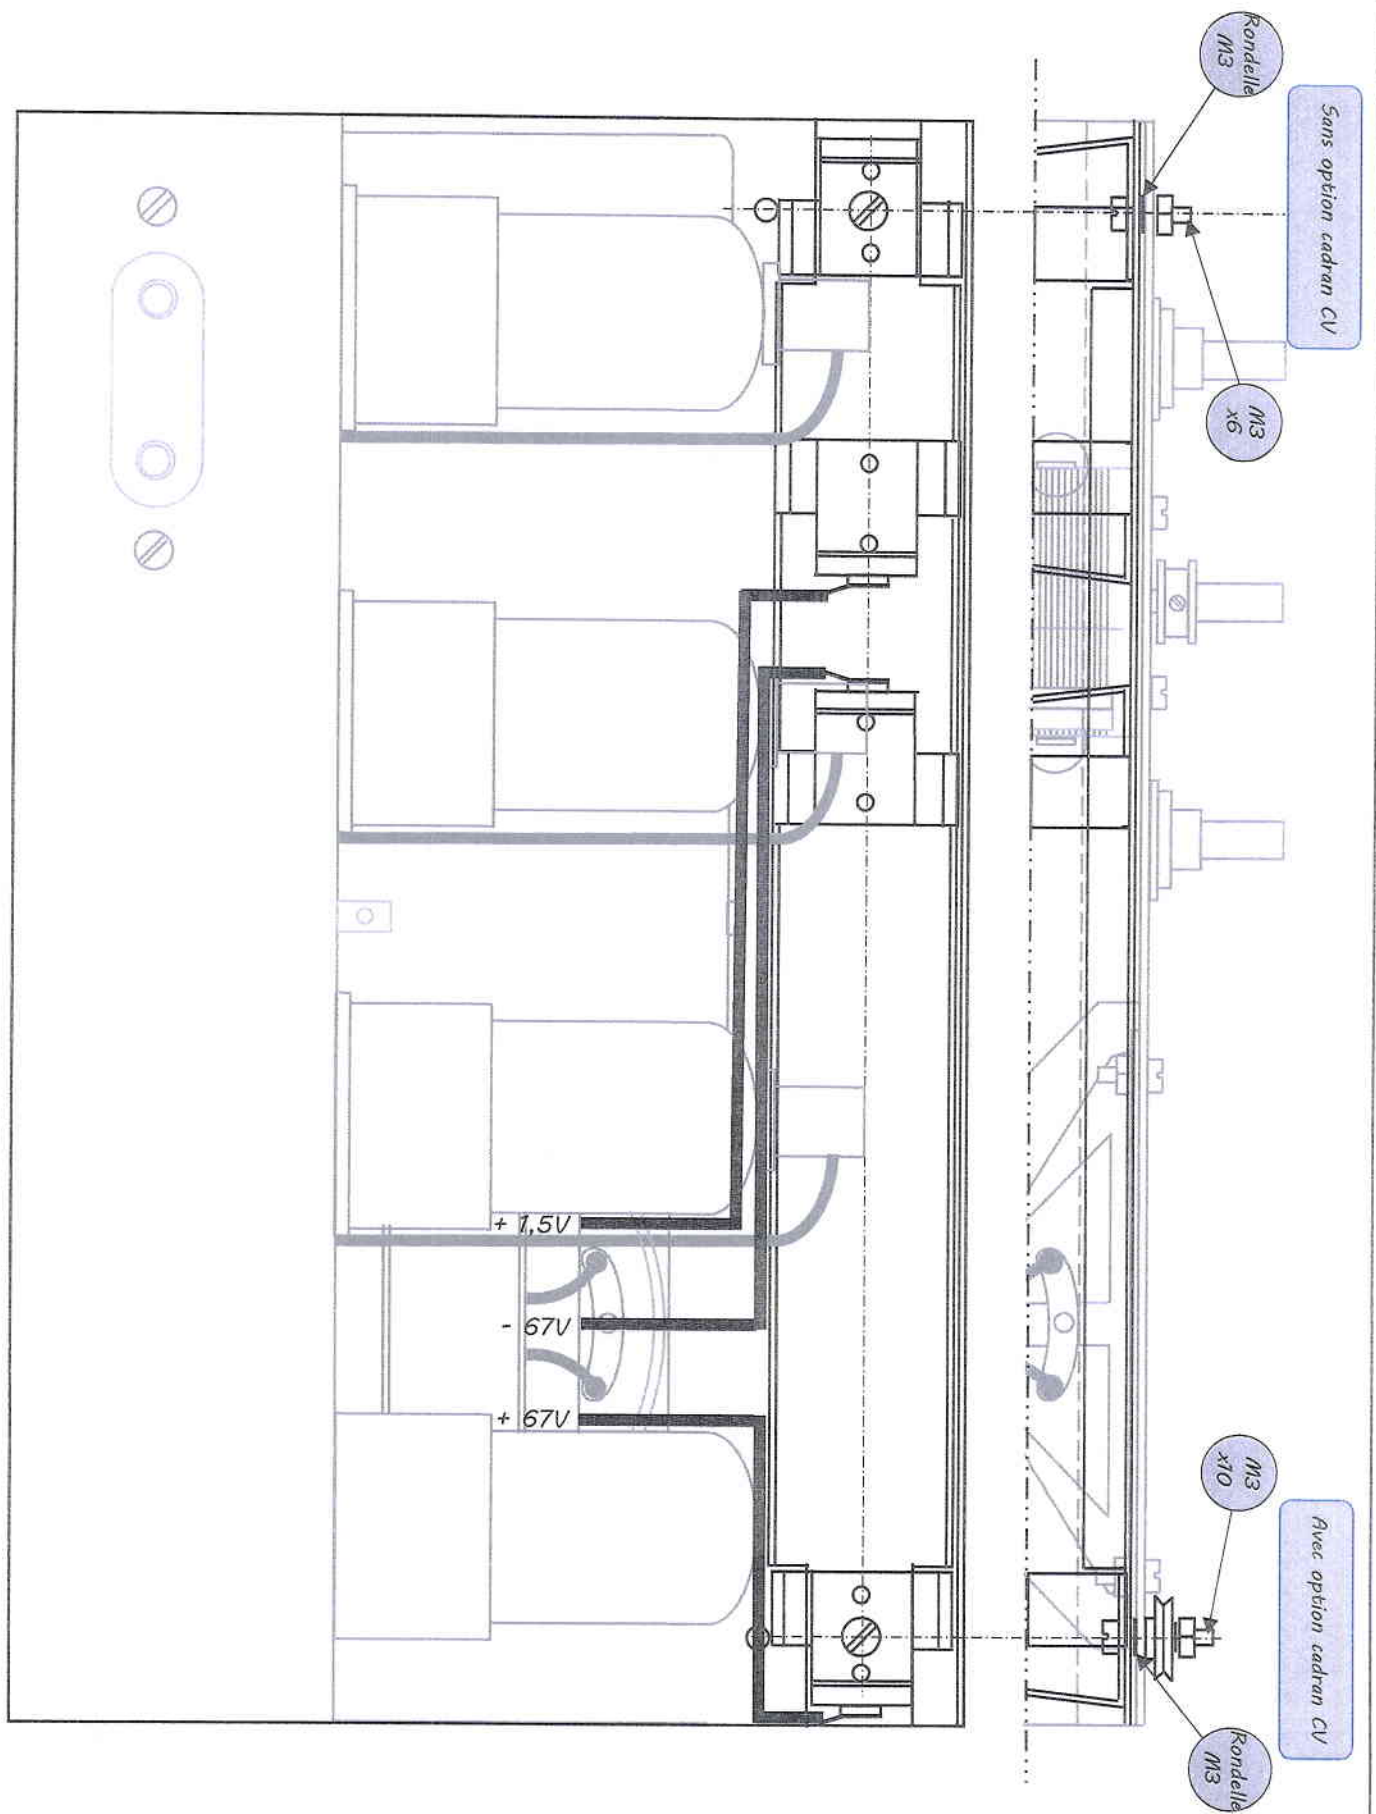 Sans option cadran CV
Rondelle
M3
M3
x6
+ 1,5V
- 67V
+ 67V
M3
x10
Avec option cadran CV
Rondelle
M3